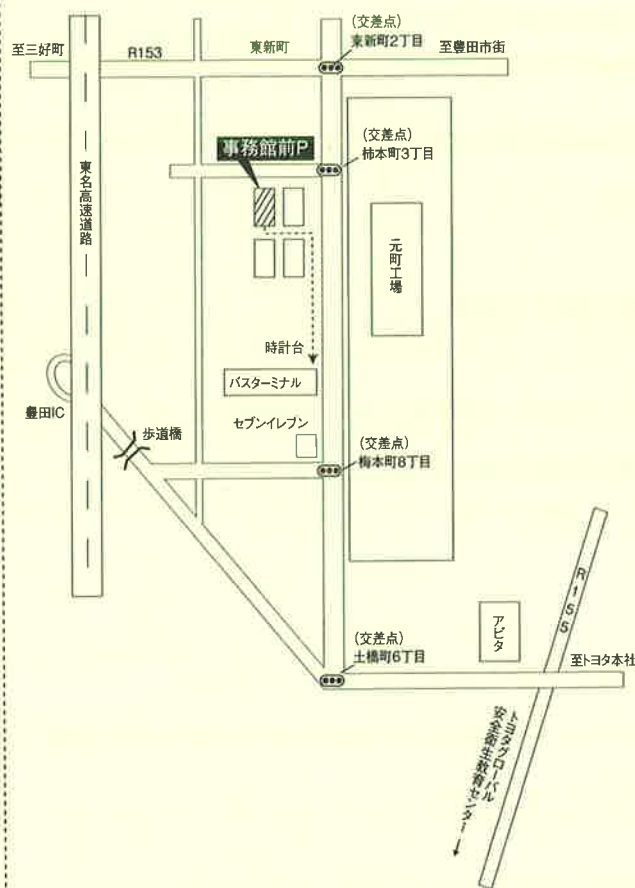 (交差点)
東新町2丁目
至三好町
R153
東新町
至豊田市街
事務館前P
(交差点)
柿本町3丁目
東名高速道路
元町工場
時計台
バスターミナル
豊田IC
セブンイレブン
歩道橋
(交差点)
梅本町8丁目
R155
アピタ
(交差点)
土橋町6丁目
至トヨタ本社
トヨタグローバル
安全衛生教育センター